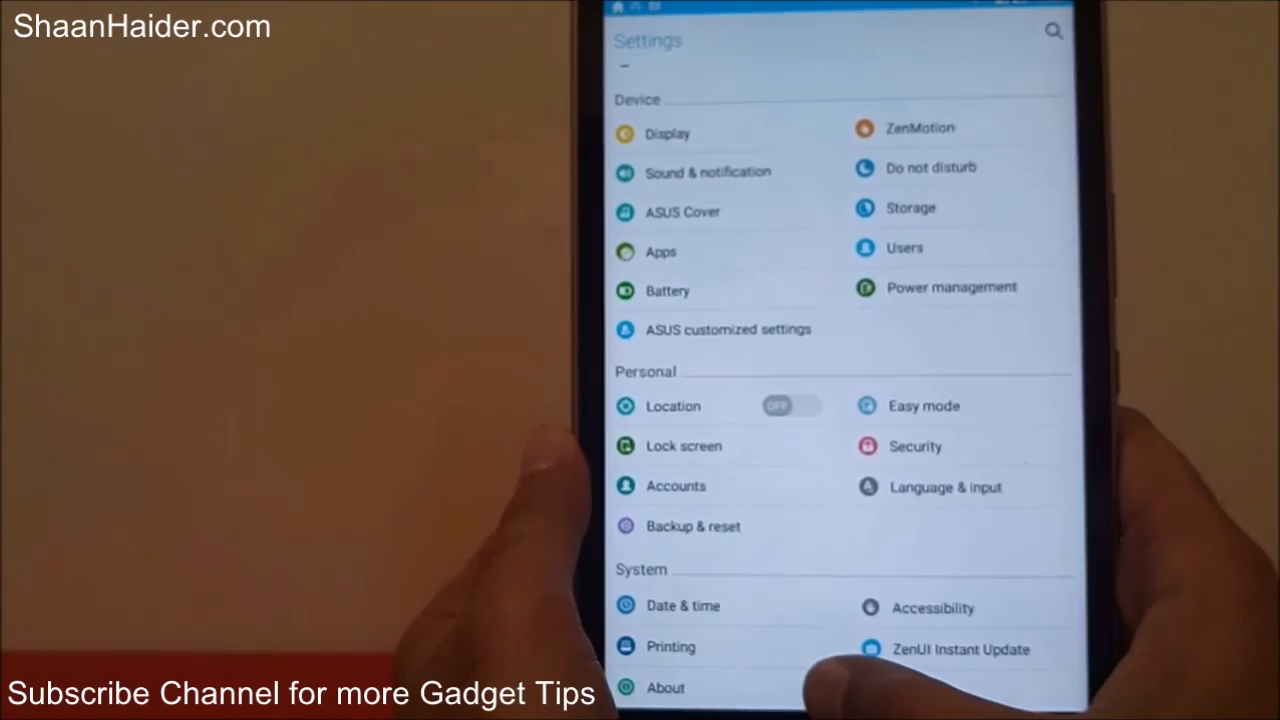 ShaanHaider.com
Settings
Device
Display
ZenMotion
Sound & notification
Do not disturb
ASUS Cover
Storage
Apps
Users
Battery
Power management
ASUS customized settings
Personal
Location
OFF
Easy mode
Lock screen
Security
Accounts
Language & input
Backup & reset
System
Date & time
Accessibility
Printing
ZenUI Instant Update
About
Subscribe Channel for more Gadget Tips